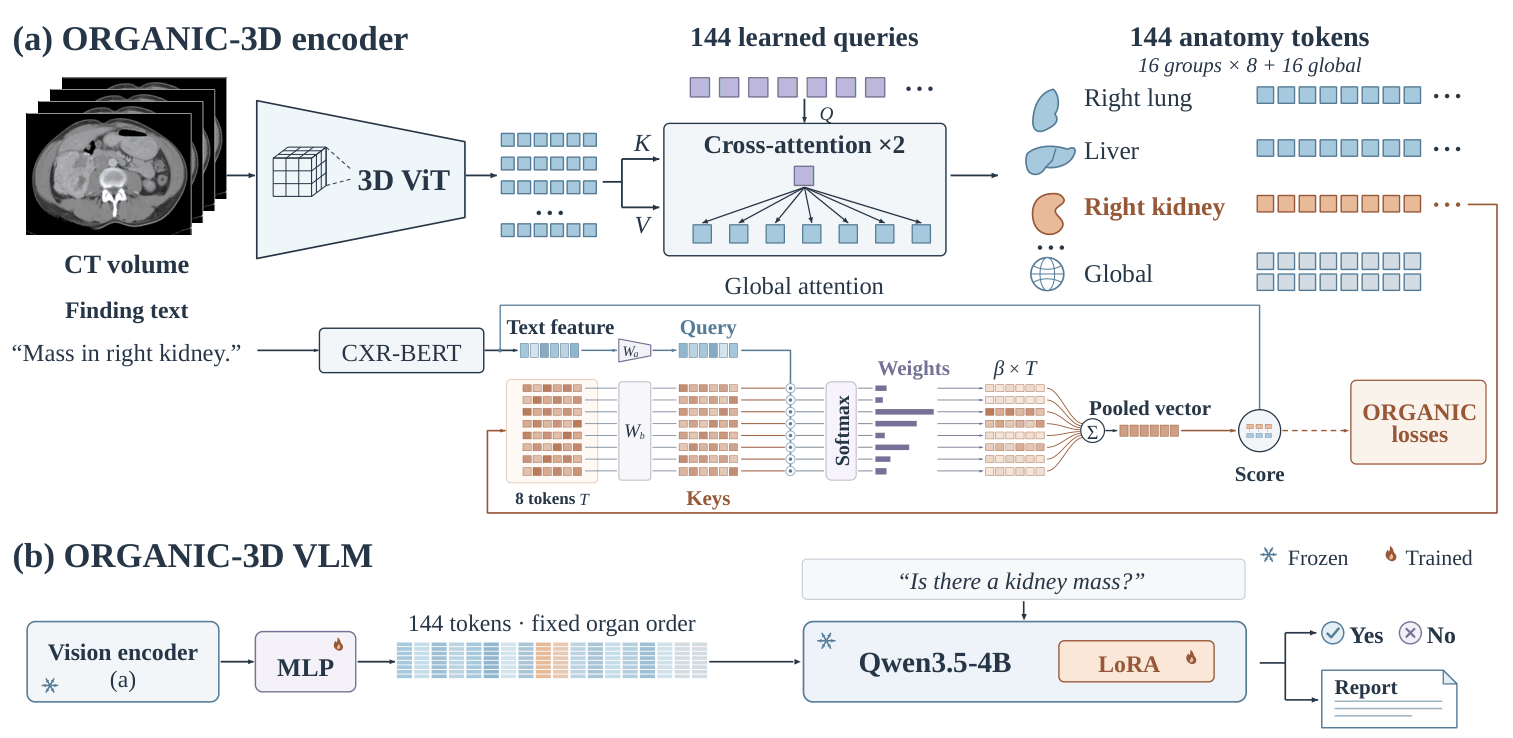 (a) ORGANIC-3D encoder
144 learned queries
144 anatomy tokens
16 groups × 8 + 16 global
...
Q
Right lung
...
K
Cross-attention ×2
Liver
...
3D ViT
Right kidney
...
...
V
...
CT volume
Global attention
Global
Finding text
"Mass in right kidney."
CXR-BERT
Text feature
Wa
Query
Weights
β × T
Pooled vector
Wb
Softmax
Σ
Score
ORGANIC
losses
8 tokens T
Keys
(b) ORGANIC-3D VLM
Frozen
Trained
"Is there a kidney mass?"
144 tokens · fixed organ order
Vision encoder
(a)
MLP
Qwen3.5-4B
LoRA
Yes
No
Report